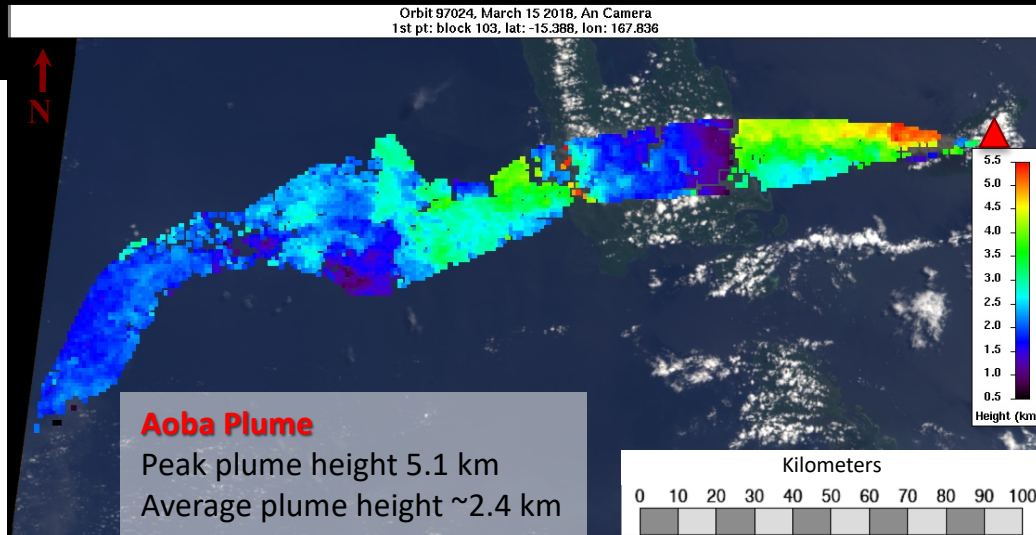 Orbit 97024, March 15 2018, An Camera
1st pt: block 103, lat: -15.388, lon: 167.836
N
5.5
5.0
4.5
4.0
3.5
3.0
2.5
2.0
1.5
1.0
0.5
Height (km
Aoba Plume
Peak plume height 5.1 km
Average plume height ~2.4 km
Kilometers
0 10 20 30 40 50 60 70 80 90 100